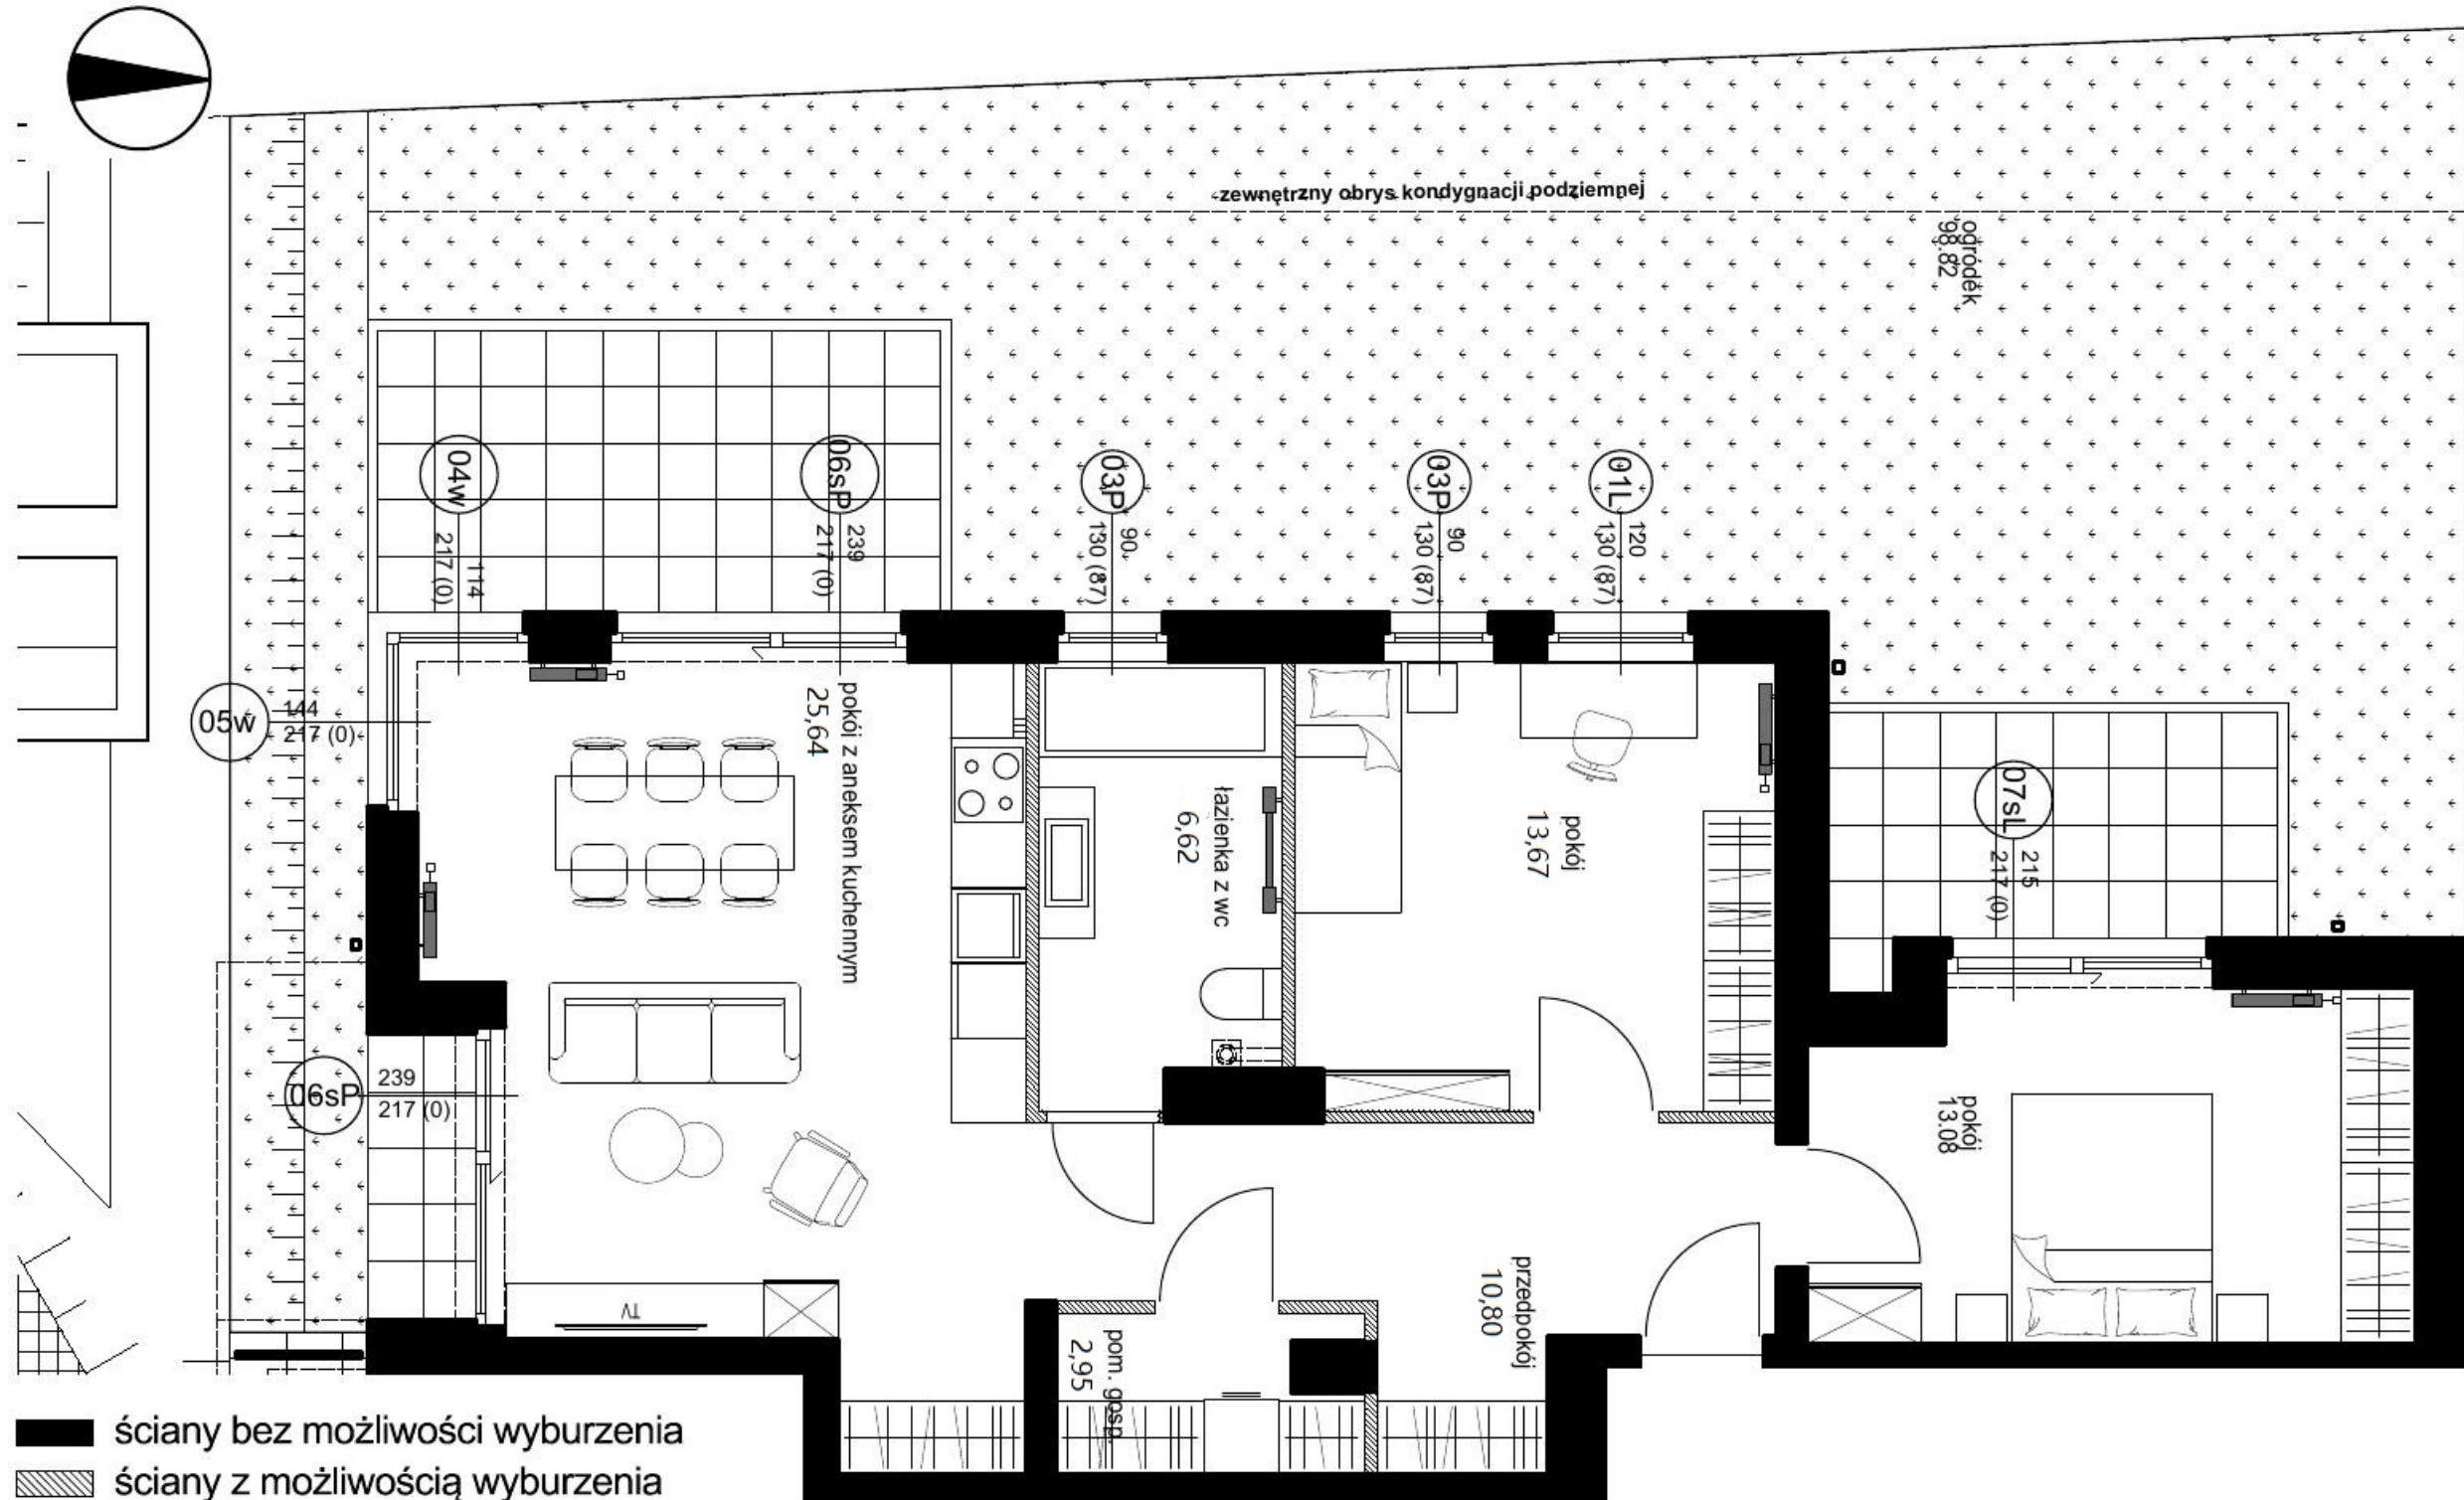 zewnętrzny obrys kondygnacji podziemnej
ogródek
98.82
04w
114
217 (0)
06sP
239
217 (0)
03P
90
130 (87)
03P
90
130 (87)
01L
120
130 (87)
05w
144
217 (0)
pokój z aneksem kuchennym
25,64
łazienka z wc
6,62
pokój
13,67
07sL
215
217 (0)
06sP
239
217 (0)
pokój
13.08
TV
przedpokój
10,80
pom. gosp.
2,95
ściany bez możliwości wyburzenia
ściany z możliwością wyburzenia